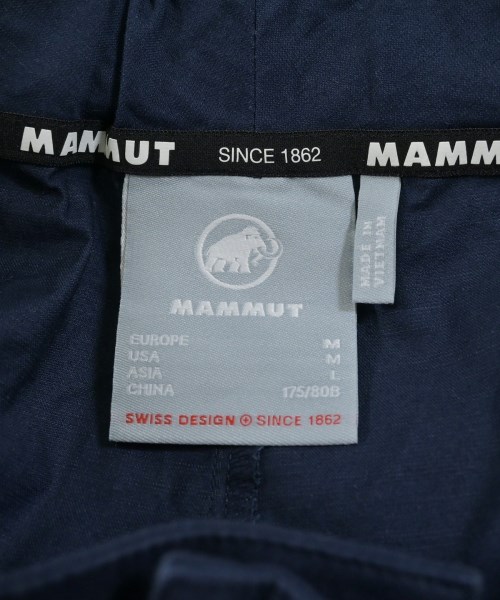 MAMMUT SINCE 1862 MAMM
MADE IN
VIETNAM
MAMMUT
EUROPE M
USA M
ASIA L
CHINA 175/80B
SWISS DESIGN + SINCE 1862